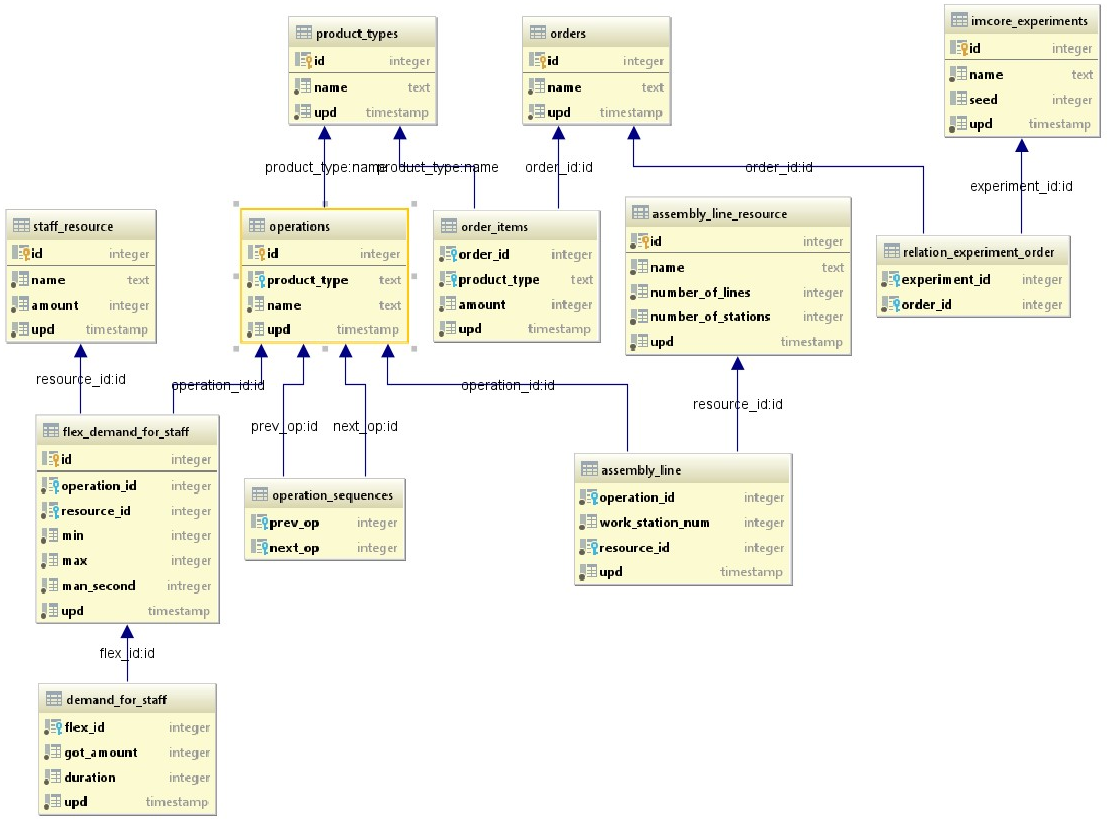 product_types
id integer
name text
upd timestamp
orders
id integer
name text
upd timestamp
imcore_experiments
id integer
name text
seed integer
upd timestamp
product_type:name
product_type:name
order_id:id
order_id:id
experiment_id:id
staff_resource
id integer
name text
amount integer
upd timestamp
operations
id integer
product_type text
name text
upd timestamp
order_items
order_id integer
product_type text
amount integer
upd timestamp
assembly_line_resource
id integer
name text
number_of_lines integer
number_of_stations integer
upd timestamp
relation_experiment_order
experiment_id integer
order_id integer
resource_id:id
operation_id:id
prev_op:id
next_op:id
operation_id:id
resource_id:id
flex_demand_for_staff
id integer
operation_id integer
resource_id integer
min integer
max integer
man_second intreger
upd timestamp
operation_sequences
prev_op integer
next_op integer
assembly_line
operation_id integer
work_station_num integer
resource_id integer
upd timestamp
flex_id:id
demand_for_staff
flex_id integer
got_amount integer
duration integer
upd timestamp